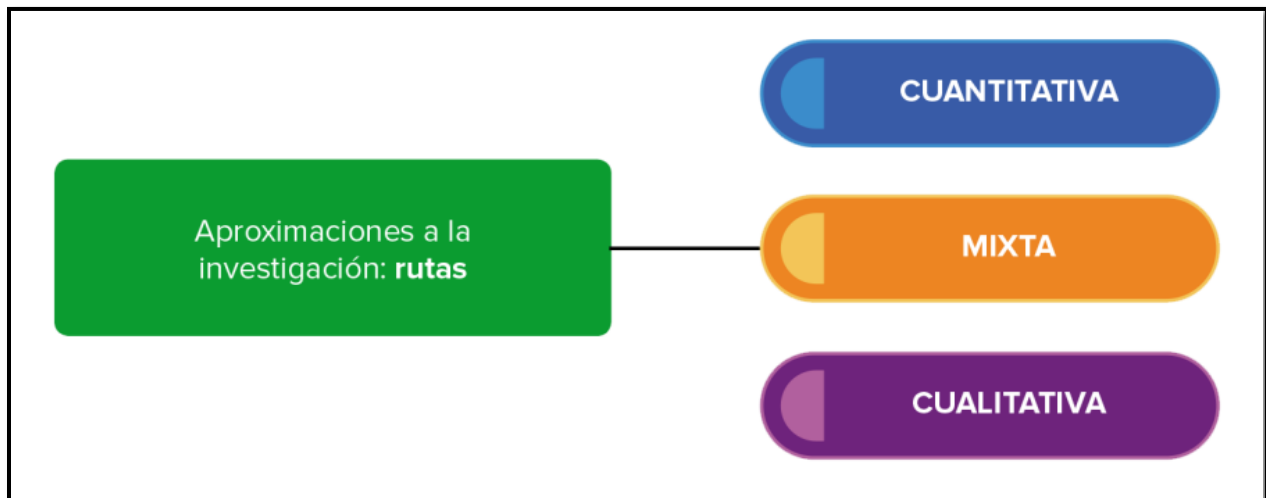 Aproximaciones a la
investigación: rutas
CUANTITATIVA
MIXTA
CUALITATIVA